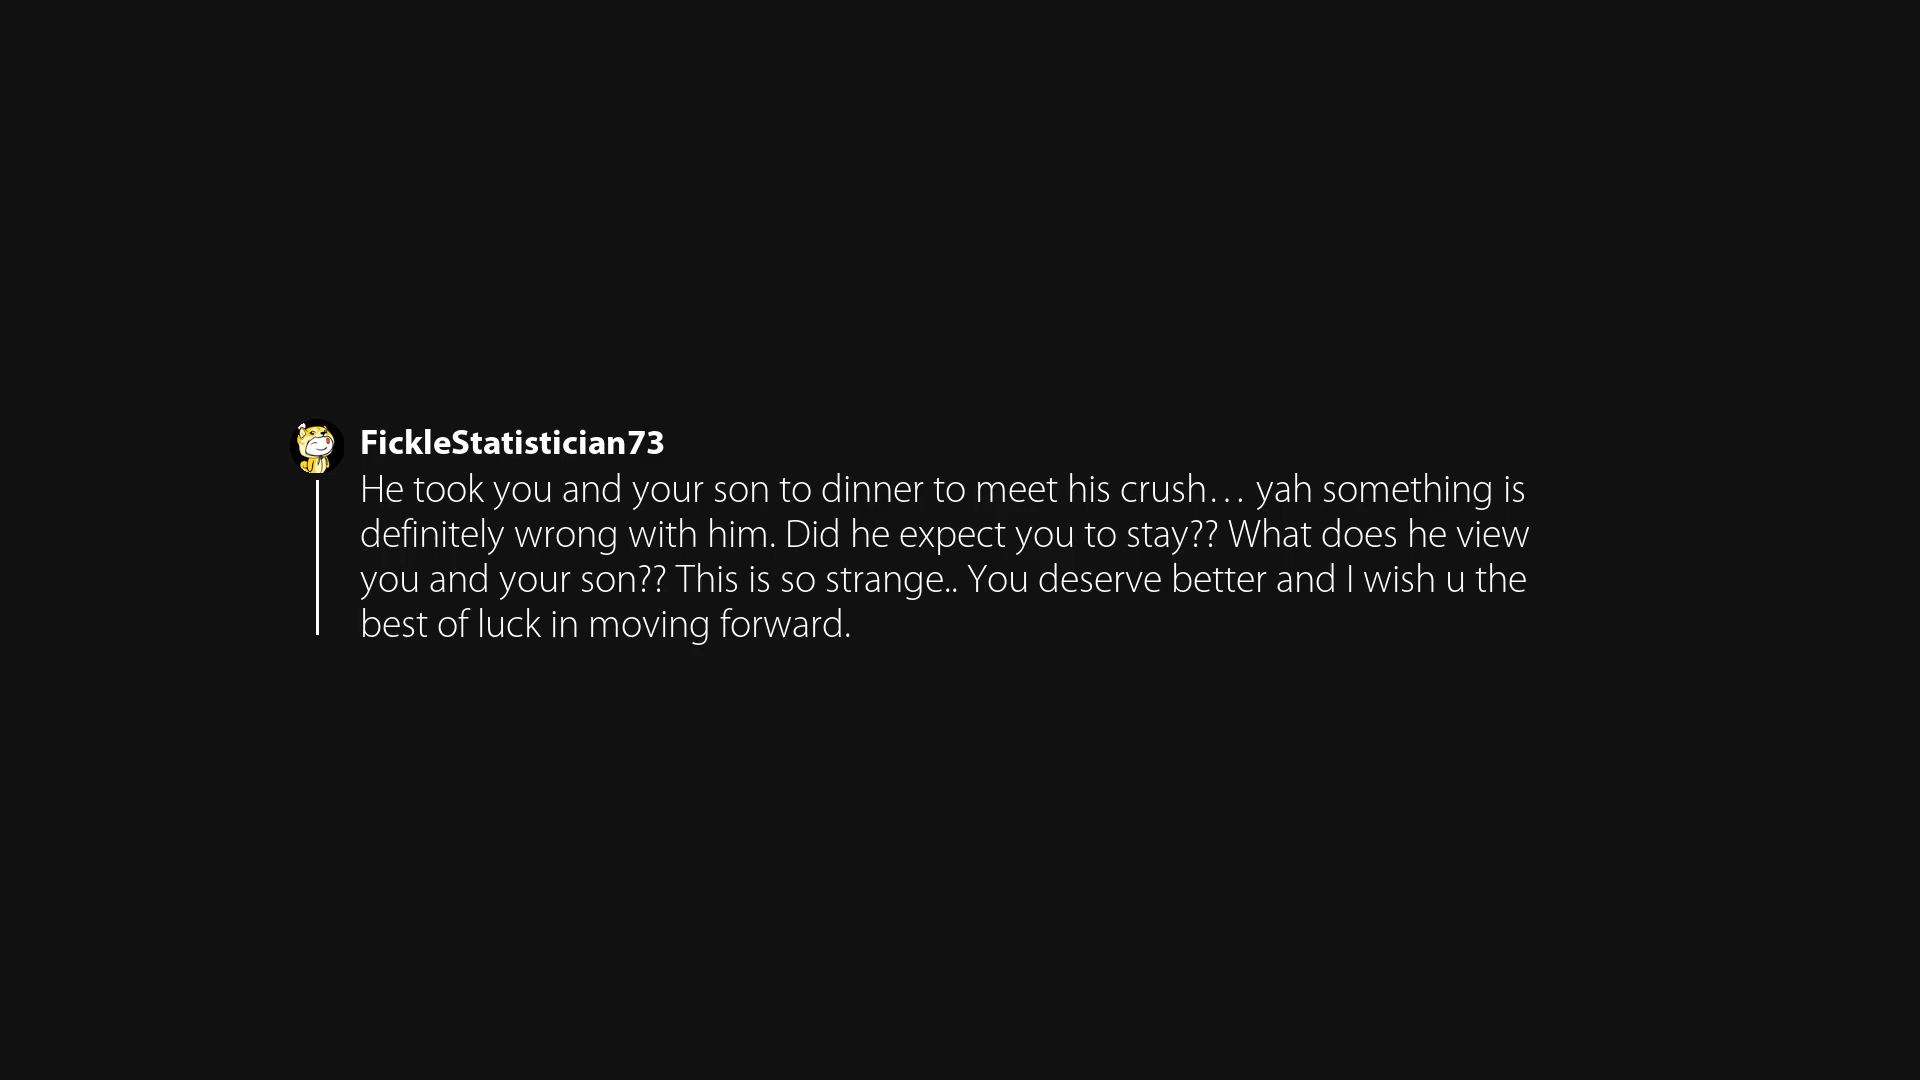 FickleStatistician73
He took you and your son to dinner to meet his crush… yah something is
definitely wrong with him. Did he expect you to stay?? What does he view
you and your son?? This is so strange.. You deserve better and I wish u the
best of luck in moving forward.